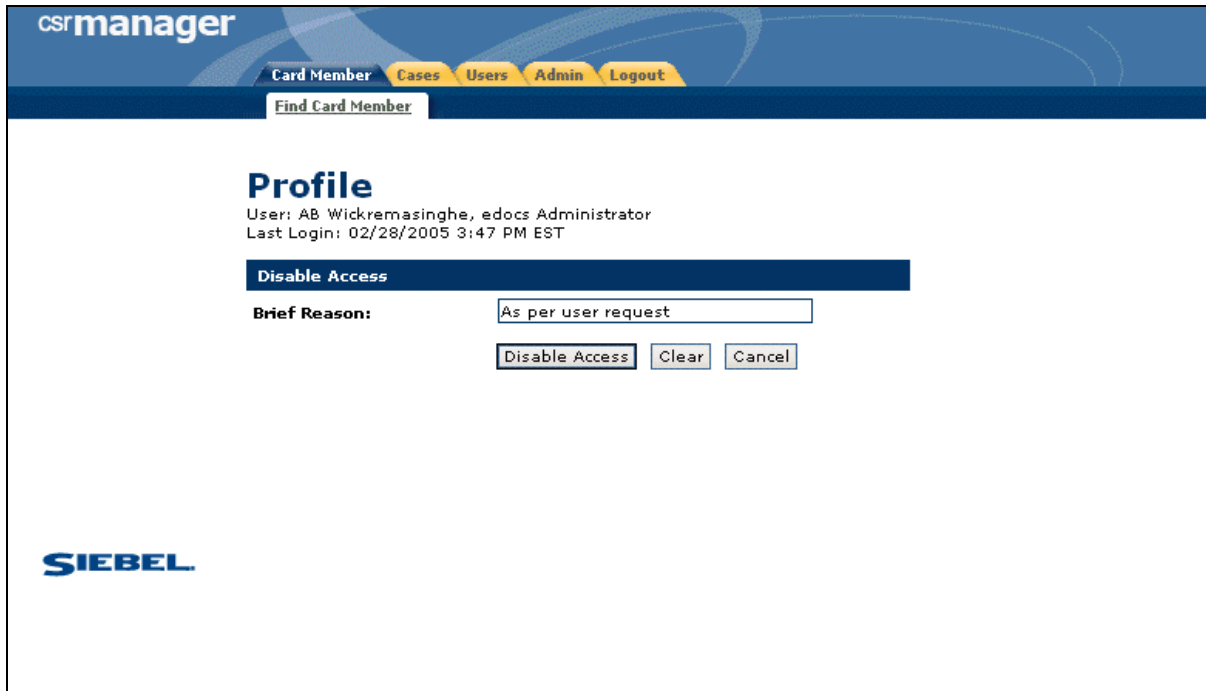 csrmanager
Card Member Cases Users Admin Logout
Find Card Member
Profile
User: AB Wickremasinghe, edocs Administrator
Last Login: 02/28/2005 3:47 PM EST
Disable Access
Brief Reason: As per user request
Disable Access Clear Cancel
SIEBEL.